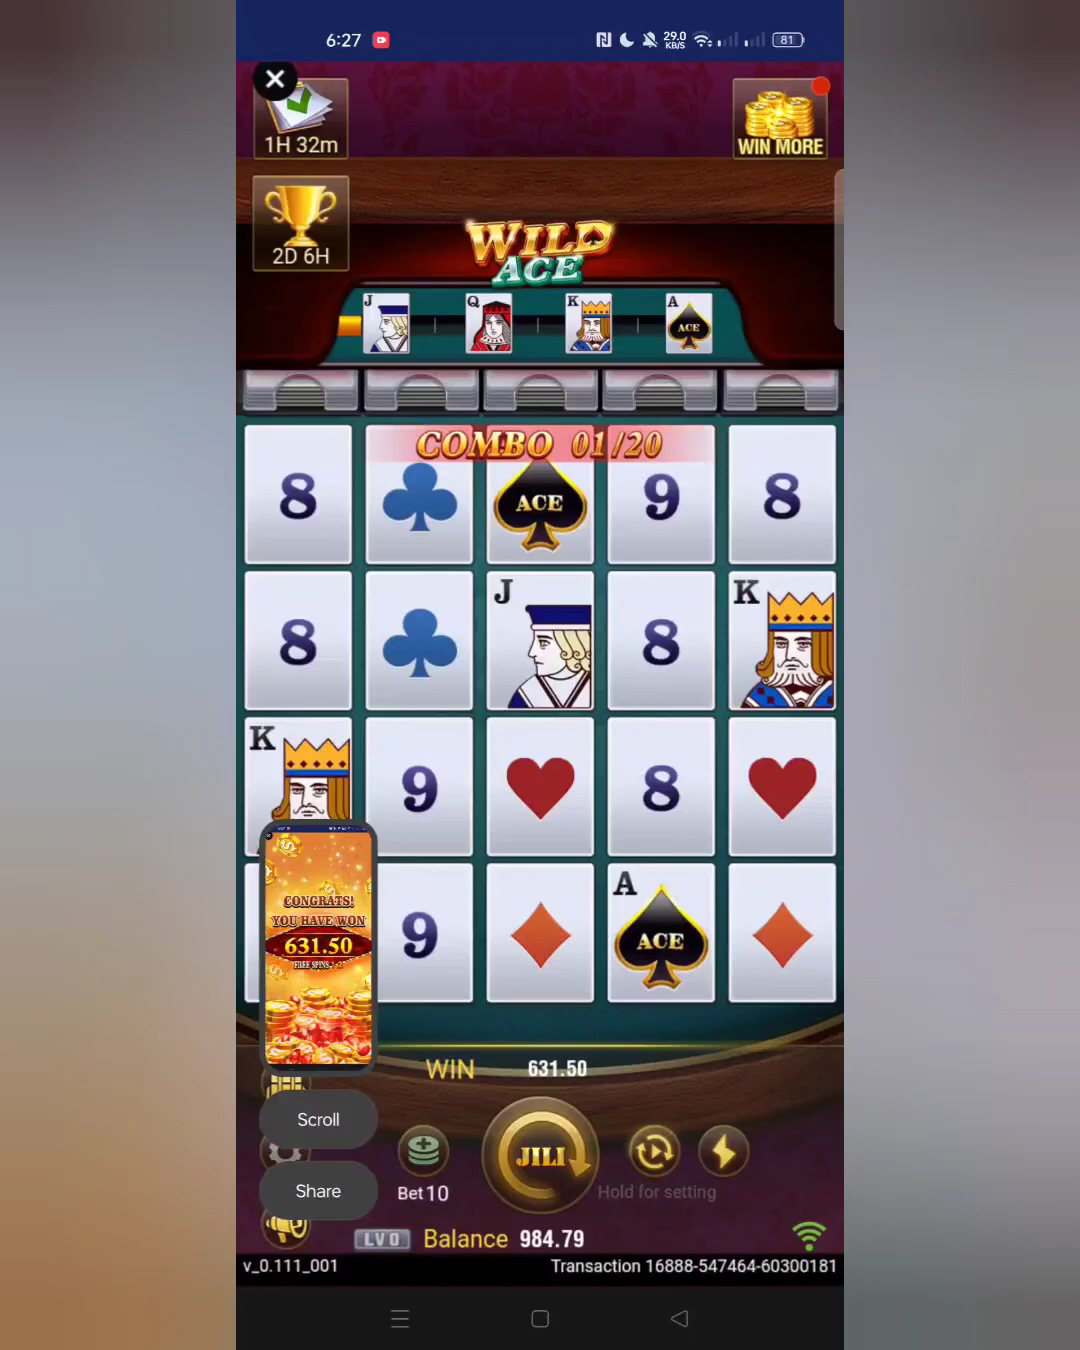 6:27
29.0
KB/S
81
1H 32m
WIN MORE
2D 6H
WILD
ACE
J
Q
K
A
ACE
COMBO 01/20
8
ACE
9
8
8
J
8
K
K
9
8
9
A
ACE
CONGRATS!
YOU HAVE WON
631.50
FREE SPINS
WIN 631.50
Scroll
JILI
Share
Bet 10
Hold for setting
LV 0
Balance 984.79
v_0.111_001
Transaction 16888-547464-60300181